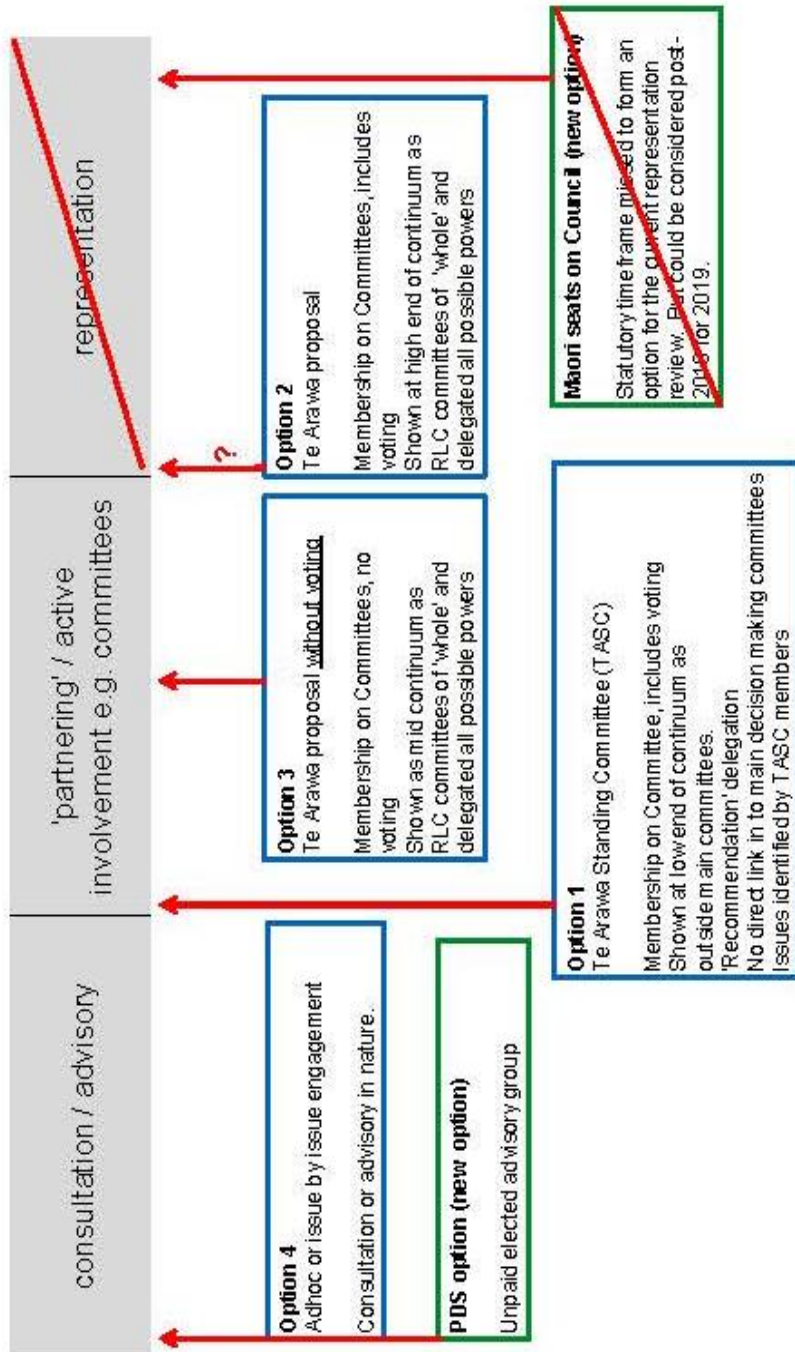 consultation / advisory
'partnering' / active
involvement e.g. committees
representation
?
Option 4
Adhoc or issue by issue engagement
Consultation or advisory in nature.
PDS option (new option)
Unpaid elected advisory group
Option 3
Te Arawa proposal without voting
Membership on Committees, no
voting
Shown as mid continuum as
RLC committees of 'whole' and
delegated all possible powers
Option 2
Te Arawa proposal
Membership on Committees, includes
voting
Shown at high end of continuum as
RLC committees of 'whole' and
delegated all possible powers
Option 1
Te Arawa Standing Committee (TASC)
Membership on Committee, includes voting
Shown at low end of continuum as
outside main committees.
'Recommendation' delegation
No direct link in to main decision making committees
Issues identified by TASC members
Maori seats on Council (new option)
Statutory timeframe missed to form an
option for the current representation
review. But could be considered post-
2016 for 2019.